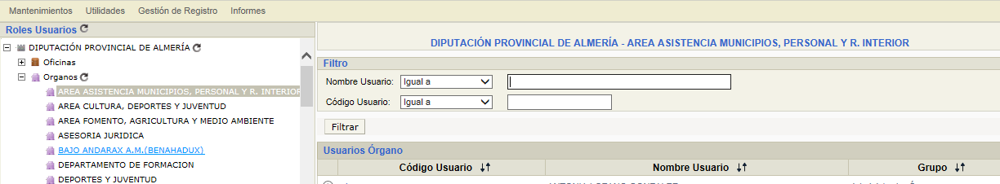 Mantenimientos Utilidades Gestión de Registro Informes
Roles Usuarios
DIPUTACIÓN PROVINCIAL DE ALMERÍA
Oficinas
Organos
AREA ASISTENCIA MUNICIPIOS, PERSONAL Y R. INTERIOR
AREA CULTURA, DEPORTES Y JUVENTUD
AREA FOMENTO, AGRICULTURA Y MEDIO AMBIENTE
ASESORIA JURIDICA
BAJO ANDARAX A.M.(BENAHADUX)
DEPARTAMENTO DE FORMACION
DEPORTES Y JUVENTUD
DIPUTACIÓN PROVINCIAL DE ALMERÍA - AREA ASISTENCIA MUNICIPIOS, PERSONAL Y R. INTERIOR
Filtro
Nombre Usuario: Igual a
Código Usuario: Igual a
Filtrar
Usuarios Órgano
Código Usuario Nombre Usuario Grupo